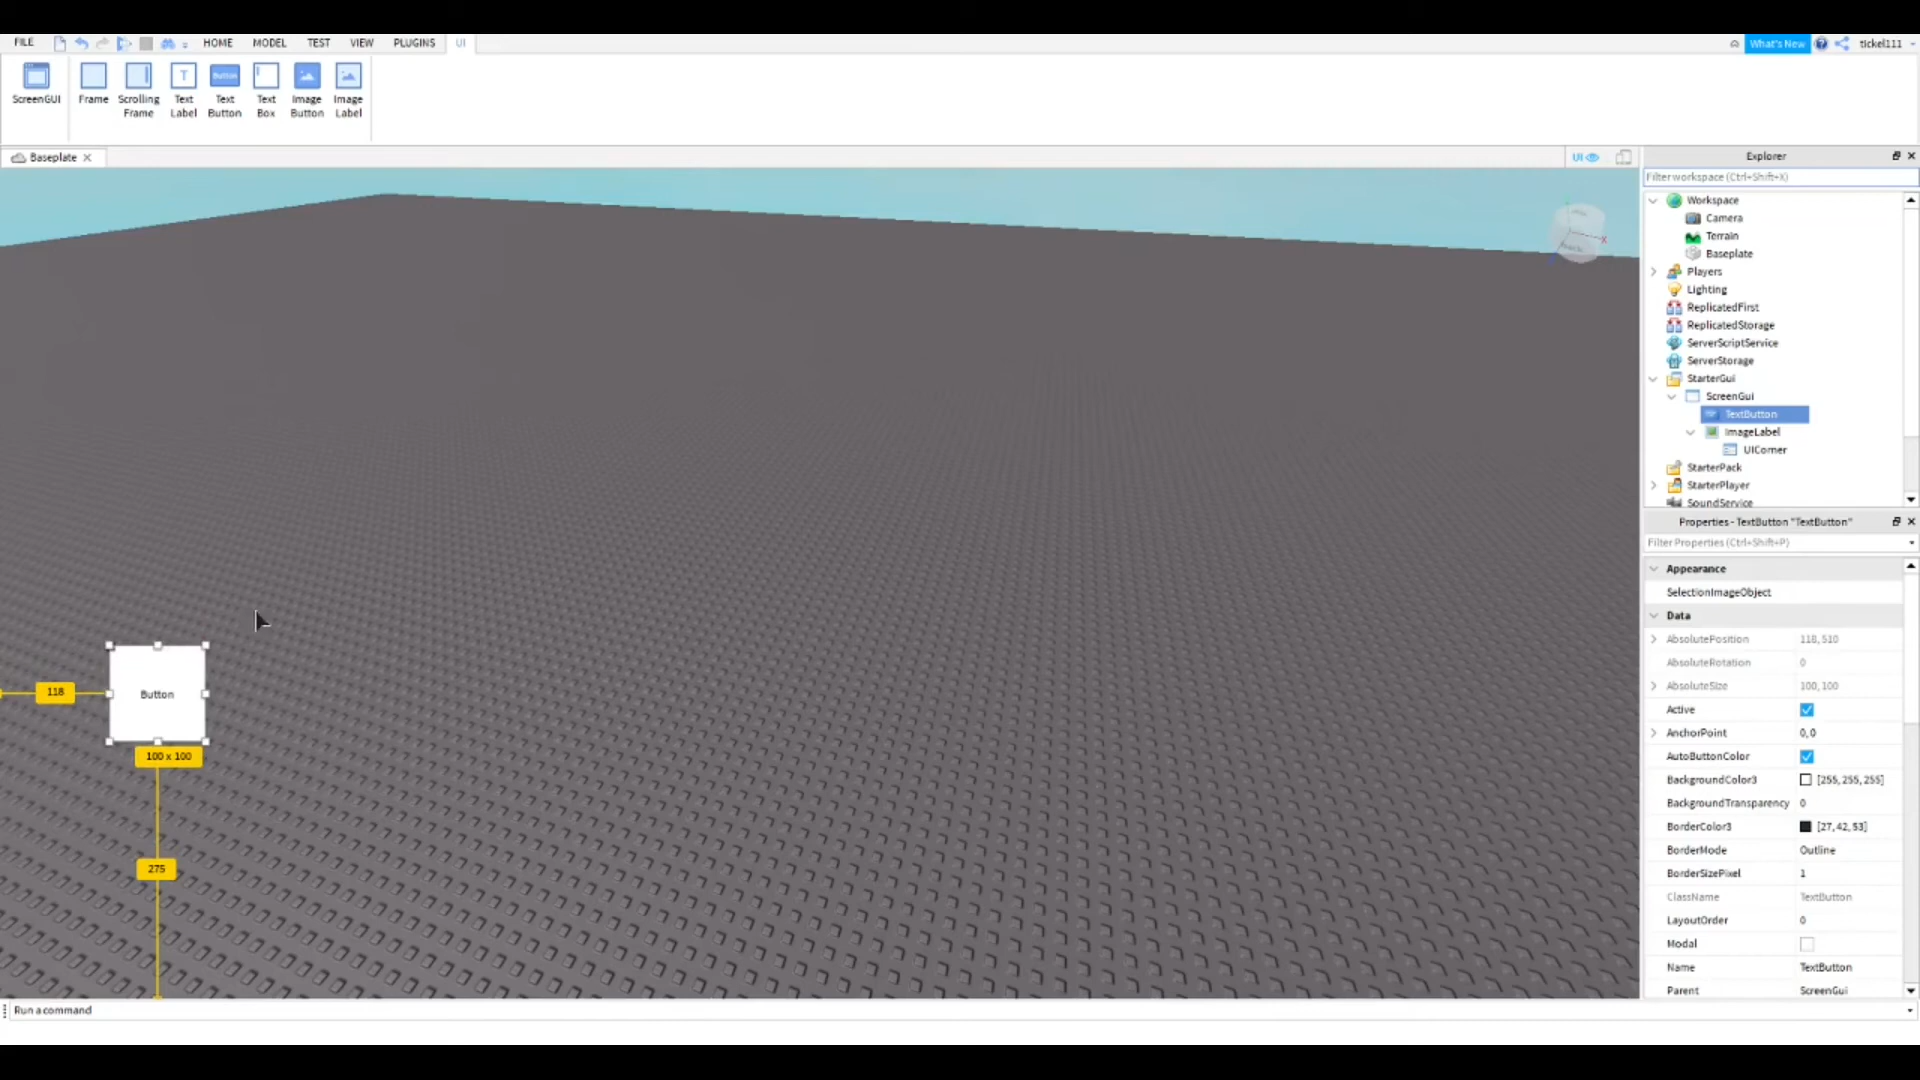 FILE HOME MODEL TEST VIEW PLUGINS UI What's New tickel111
ScreenGUI Frame Scrolling Frame Text Label Button Text Button Text Box Image Button Image Label
Baseplate UI
Explorer
Filter workspace (Ctrl+Shift+X)
Workspace
Camera
Terrain
Baseplate
Players
Lighting
ReplicatedFirst
ReplicatedStorage
ServerScriptService
ServerStorage
StarterGui
ScreenGui
TextButton
ImageLabel
UICorner
StarterPack
StarterPlayer
SoundService
Properties - TextButton "TextButton"
Filter Properties (Ctrl+Shift+P)
Appearance
SelectionImageObject
Data
AbsolutePosition 118, 510
AbsoluteRotation 0
AbsoluteSize 100, 100
Active
AnchorPoint 0, 0
AutoButtonColor
BackgroundColor3 [255, 255, 255]
BackgroundTransparency 0
BorderColor3 [27, 42, 53]
BorderMode Outline
BorderSizePixel 1
ClassName TextButton
LayoutOrder 0
Modal
Name TextButton
Parent ScreenGui
118
Button
100 x 100
275
Run a command